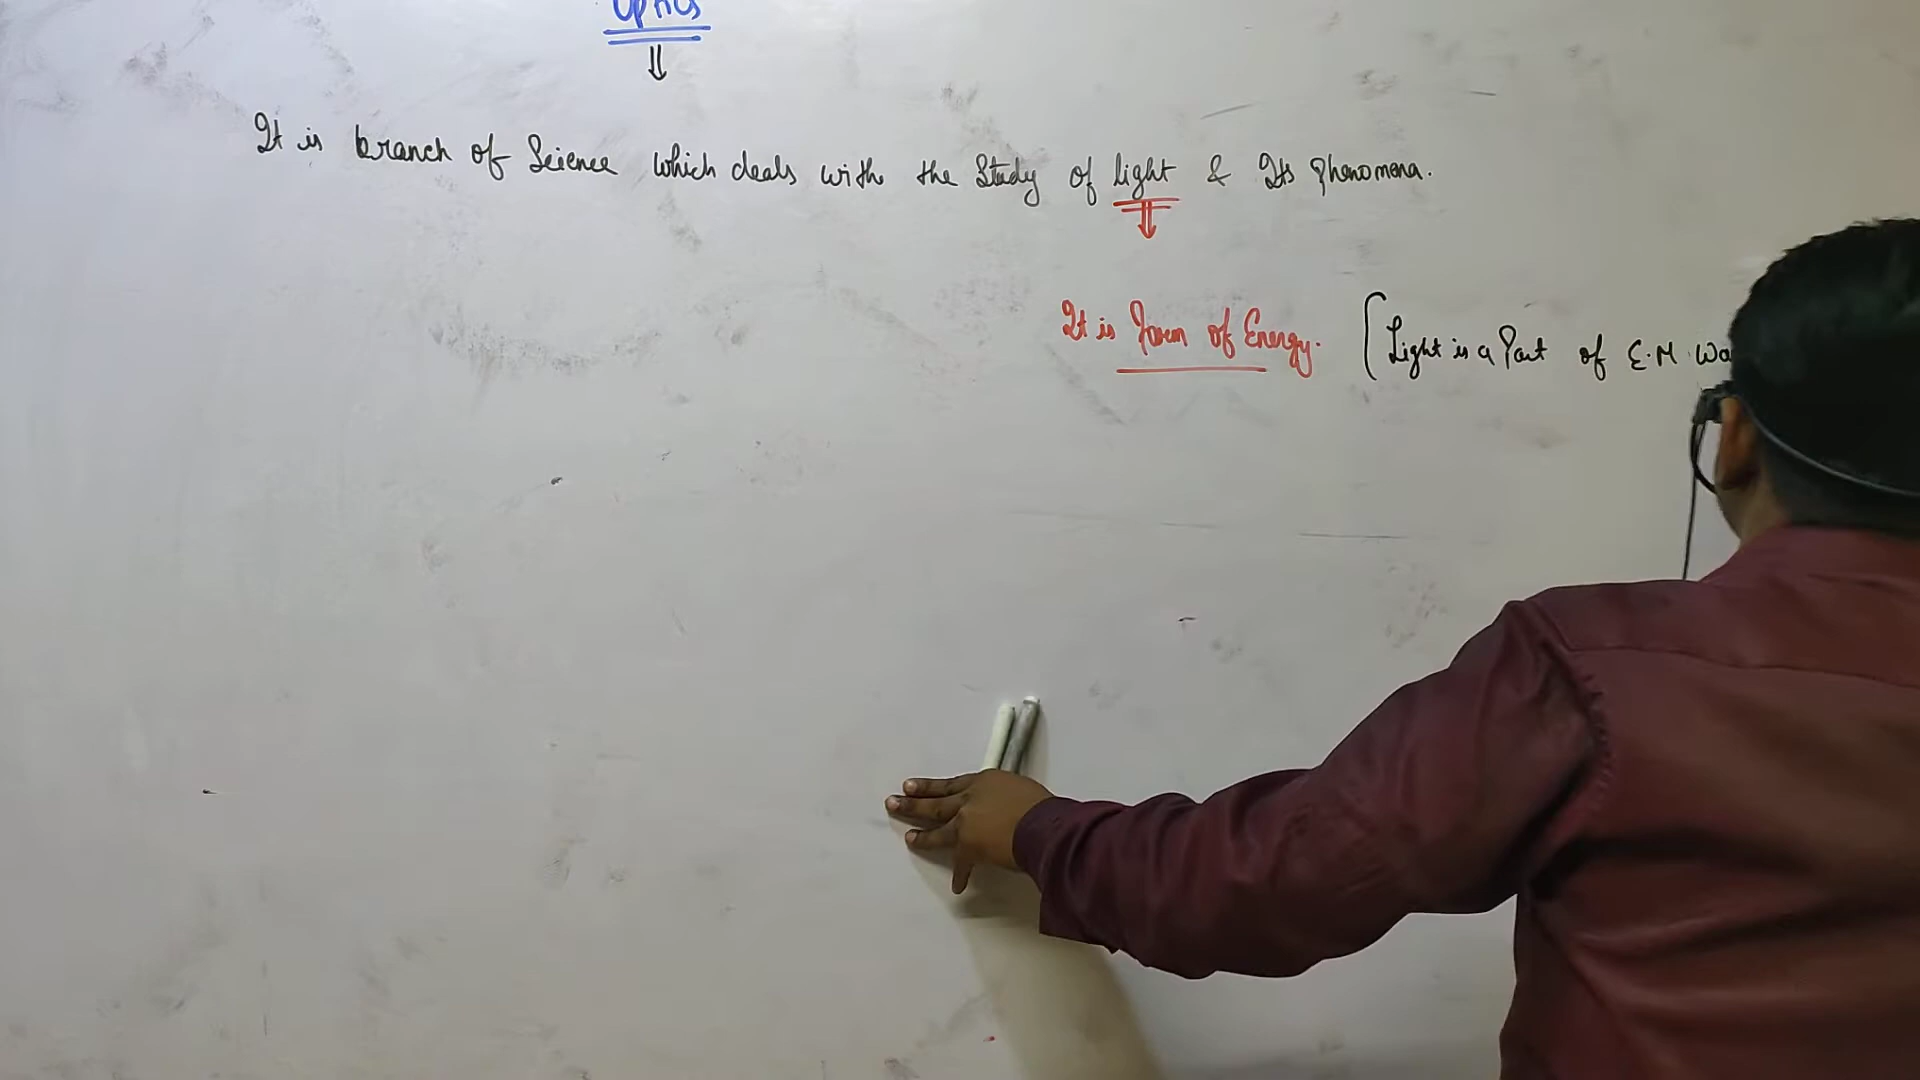 Optics
It is branch of Science which deals with the Study of light & Its Phenomena.
It is Form of Energy. (Light is a Part of E.M